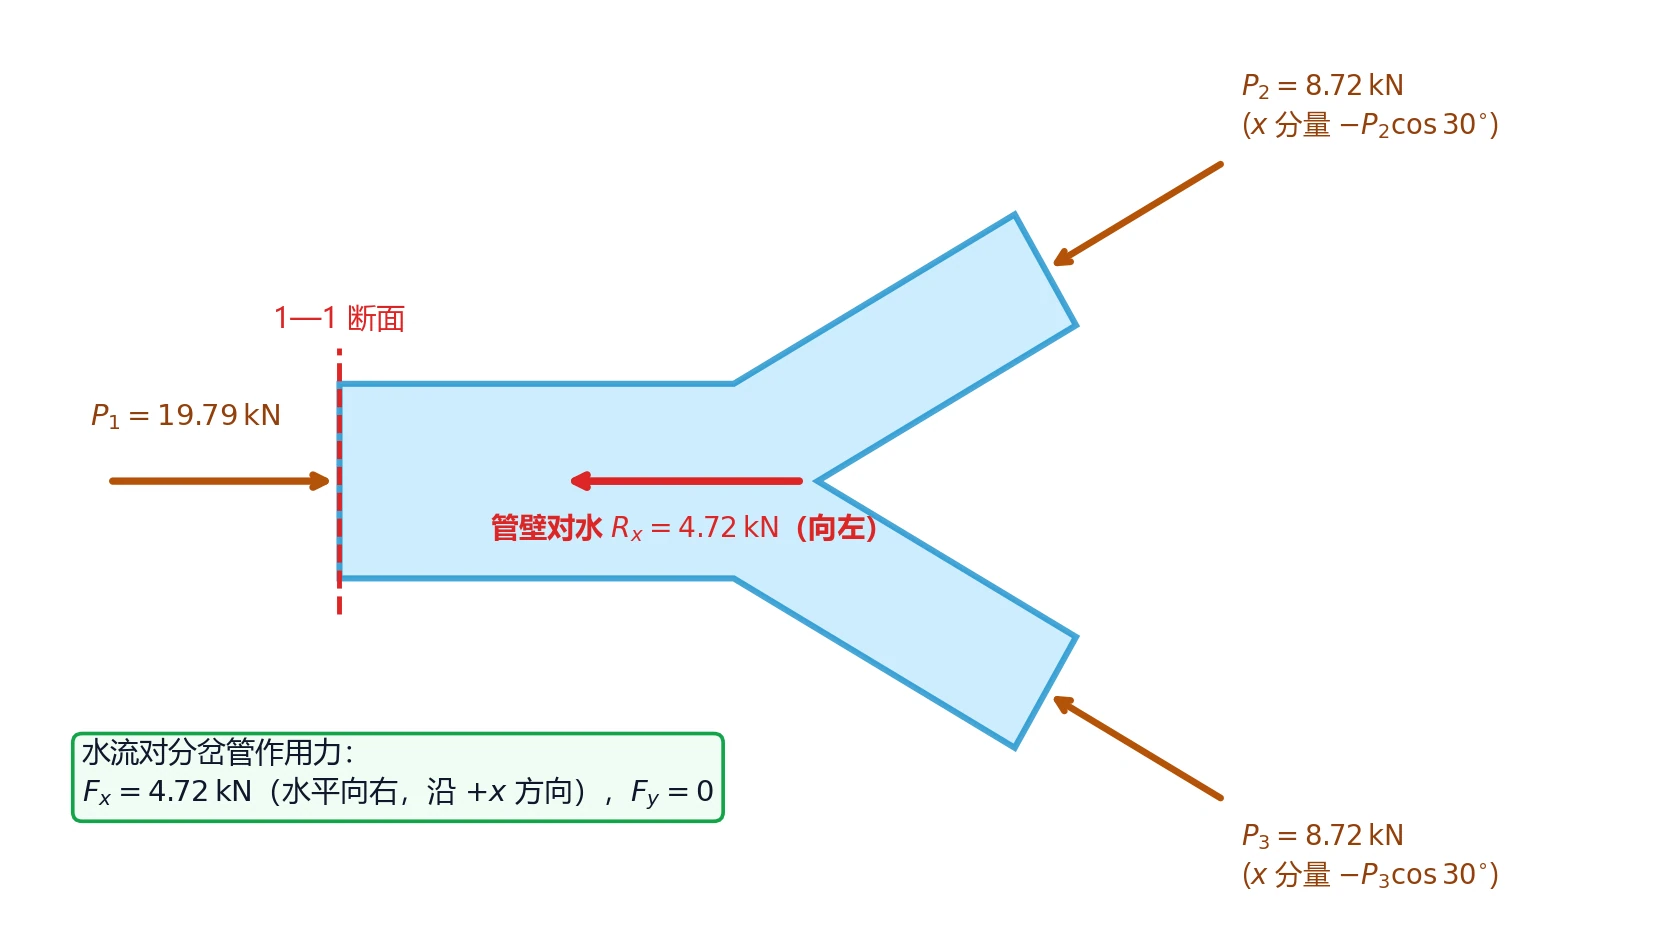 P₂ = 8.72 kN
(x 分量 −P₂cos 30°)
1—1 断面
P₁ = 19.79 kN
管壁对水 Rₓ = 4.72 kN（向左）
水流对分岔管作用力：
Fₓ = 4.72 kN（水平向右，沿 +x 方向），F_y = 0
P₃ = 8.72 kN
(x 分量 −P₃cos 30°)